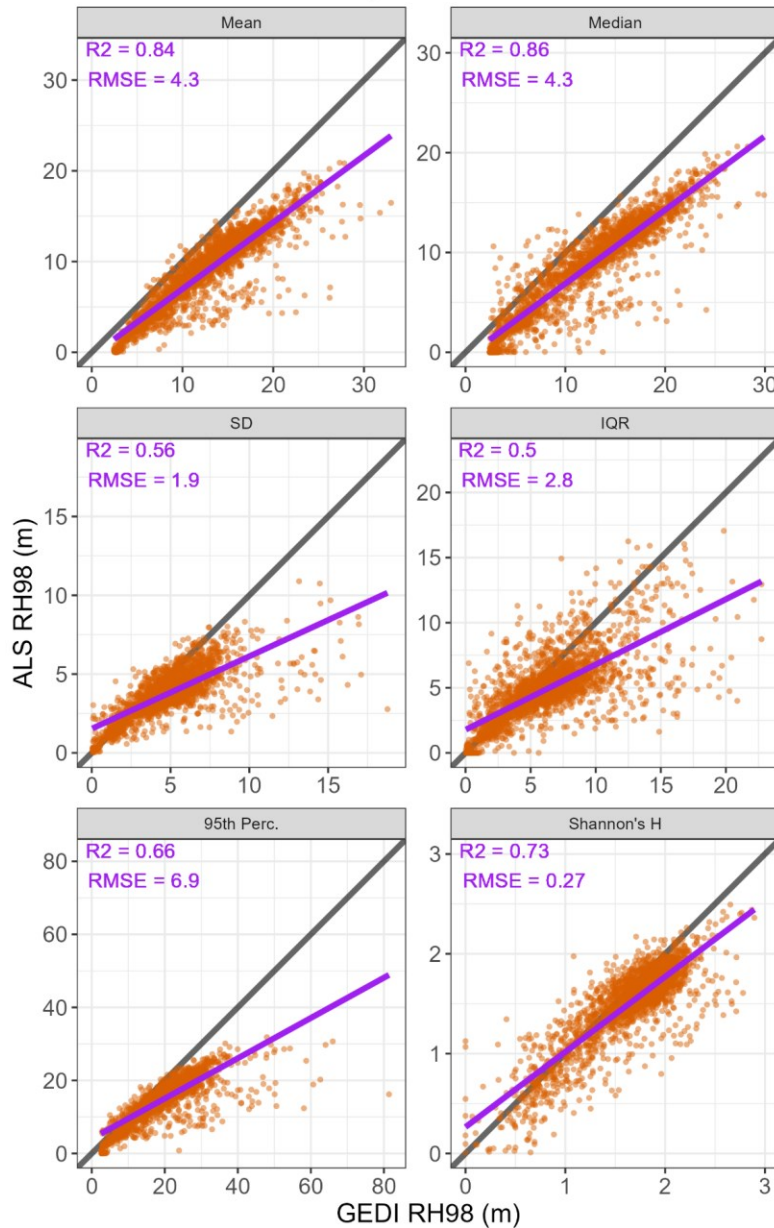 Mean
R2 = 0.84
RMSE = 4.3
30
20
10
0
0 10 20 30
Median
R2 = 0.86
RMSE = 4.3
30
20
10
0
0 10 20 30
SD
R2 = 0.56
RMSE = 1.9
15
10
5
0
0 5 10 15
IQR
R2 = 0.5
RMSE = 2.8
20
15
10
5
0
0 5 10 15 20
ALS RH98 (m)
95th Perc.
R2 = 0.66
RMSE = 6.9
80
60
40
20
0
0 20 40 60 80
Shannon's H
R2 = 0.73
RMSE = 0.27
3
2
1
0
0 1 2 3
GEDI RH98 (m)